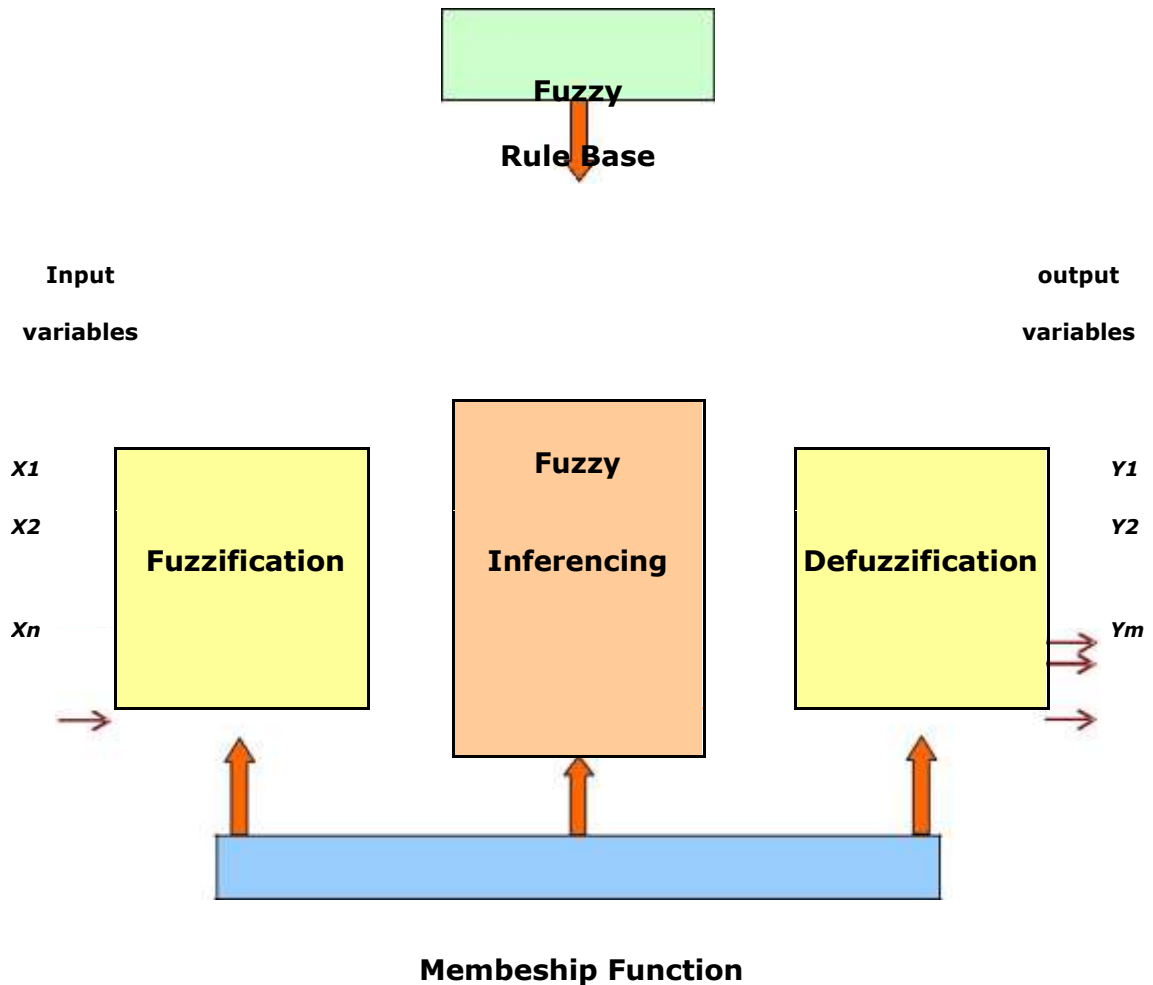 Fuzzy
Rule Base
Input
variables
output
variables
X1
X2
Xn
Fuzzification
Fuzzy
Inferencing
Defuzzification
Y1
Y2
Ym
Membeship Function